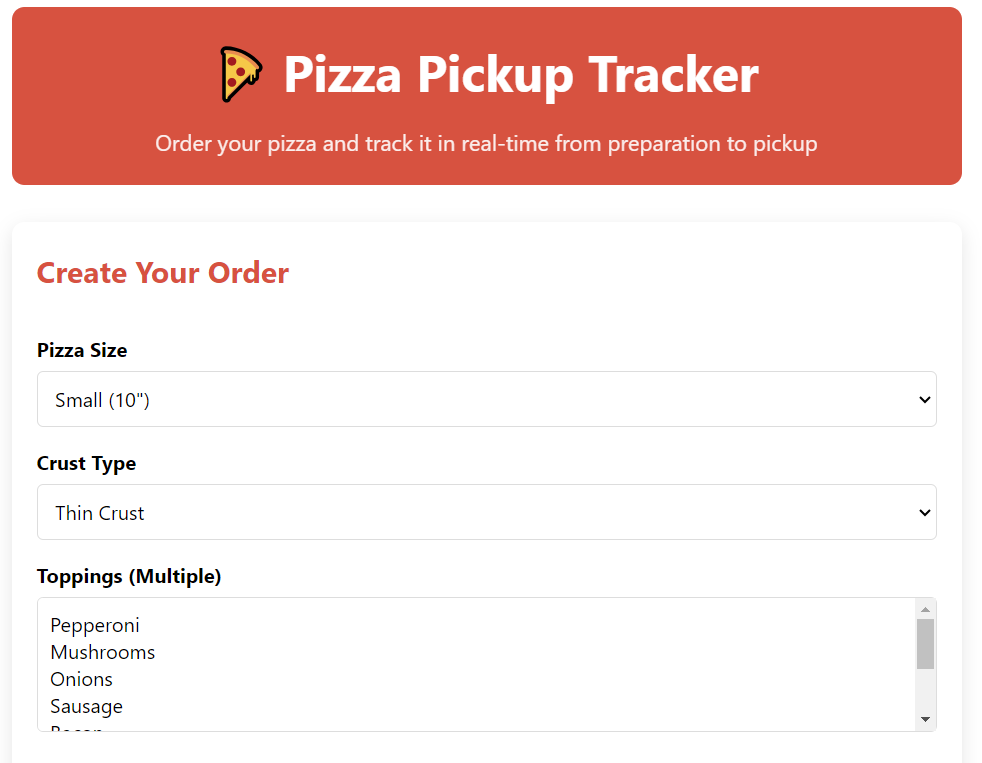 Pizza Pickup Tracker
Order your pizza and track it in real-time from preparation to pickup
Create Your Order
Pizza Size
Small (10")
Crust Type
Thin Crust
Toppings (Multiple)
Pepperoni
Mushrooms
Onions
Sausage
Bacon